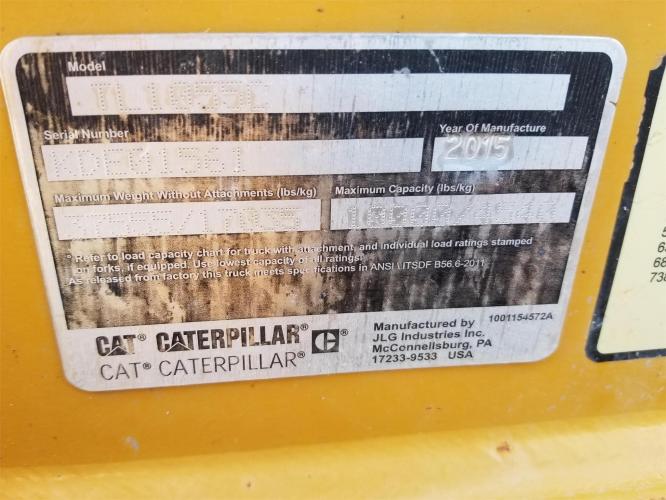 Model
TL1055C
Serial Number
Year Of Manufacture
2015
Maximum Weight Without Attachments (lbs/kg)
Maximum Capacity (lbs/kg)
* Refer to load capacity chart for truck with attachment, and individual load ratings stamped
on forks, if equipped. Use lowest capacity of all ratings.
As released from factory this truck meets specifications in ANSI \ ITSDF B56.6-2011
CAT® CATERPILLAR® C®
CAT® CATERPILLAR®
Manufactured by
JLG Industries Inc.
McConnellsburg, PA
17233-9533 USA
1001154572A